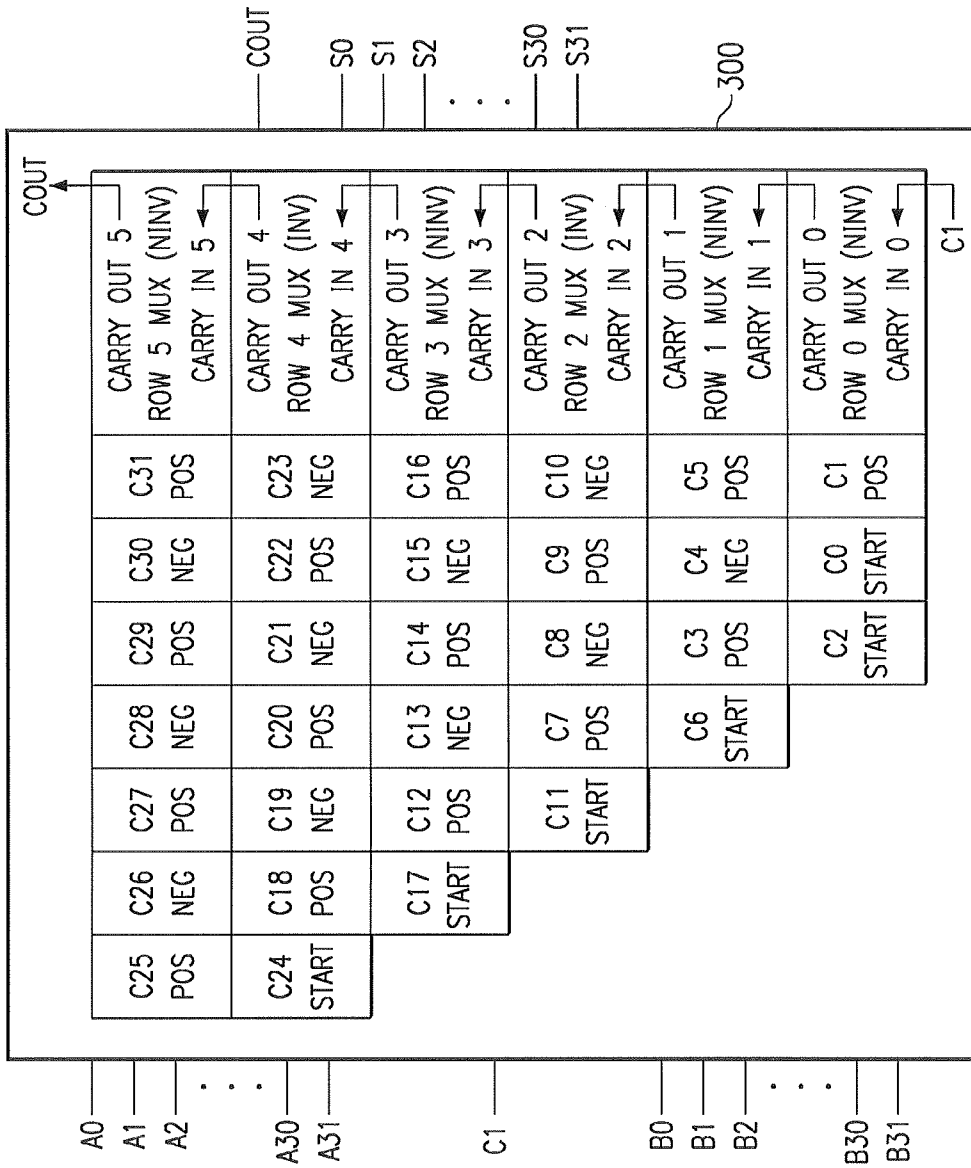 COUT
A0
A1
A2
A30
A31
C1
B0
B1
B2
B30
B31
C25 POS
C26 NEG
C27 POS
C28 NEG
C29 POS
C30 NEG
C31 POS
CARRY OUT 5
ROW 5 MUX (NINV)
CARRY IN 5
C24 START
C18 POS
C19 NEG
C20 POS
C21 NEG
C22 POS
C23 NEG
CARRY OUT 4
ROW 4 MUX (INV)
CARRY IN 4
C17 START
C12 POS
C13 NEG
C14 POS
C15 NEG
C16 POS
CARRY OUT 3
ROW 3 MUX (NINV)
CARRY IN 3
C11 START
C7 POS
C8 NEG
C9 POS
C10 NEG
CARRY OUT 2
ROW 2 MUX (INV)
CARRY IN 2
C6 START
C3 POS
C4 NEG
C5 POS
CARRY OUT 1
ROW 1 MUX (NINV)
CARRY IN 1
C2 START
C0 START
C1 POS
CARRY OUT 0
ROW 0 MUX (NINV)
CARRY IN 0
C1
COUT
S0
S1
S2
S30
S31
300